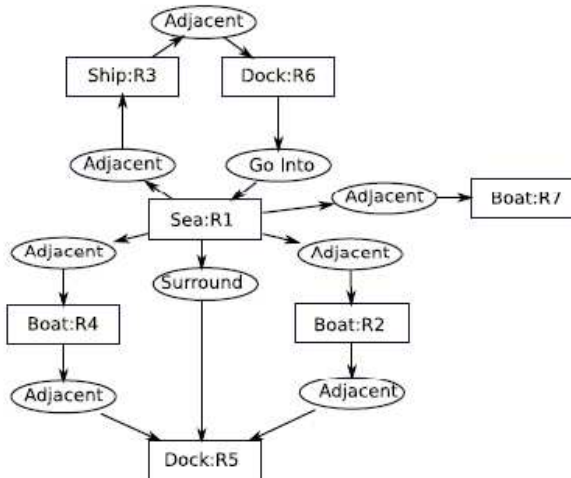 Adjacent
Ship:R3
Dock:R6
Adjacent
Go Into
Adjacent
Boat:R7
Sea:R1
Adjacent
Adjacent
Surround
Boat:R4
Boat:R2
Adjacent
Adjacent
Dock:R5